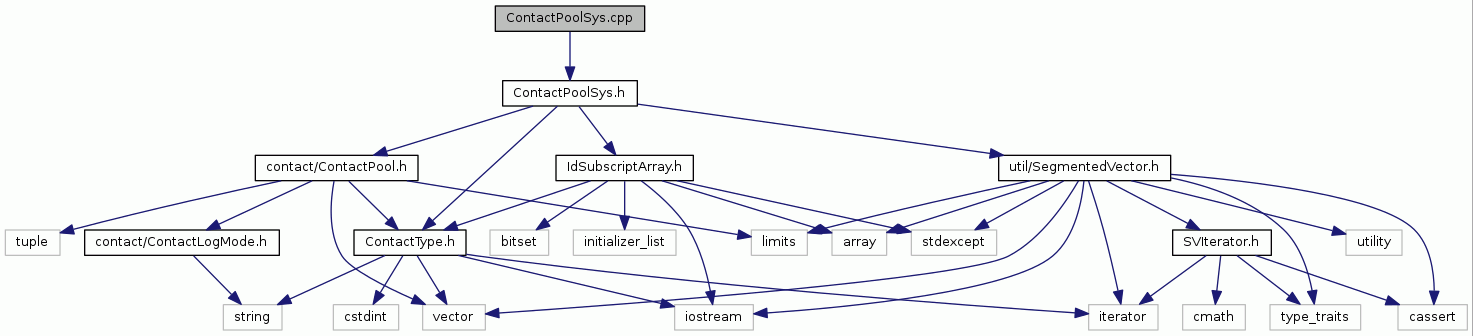 ContactPoolSys.cpp
ContactPoolSys.h
contact/ContactPool.h
IdSubscriptArray.h
util/SegmentedVector.h
tuple
contact/ContactLogMode.h
ContactType.h
bitset
initializer_list
limits
array
stdexcept
SVIterator.h
utility
string
cstdint
vector
iostream
iterator
cmath
type_traits
cassert